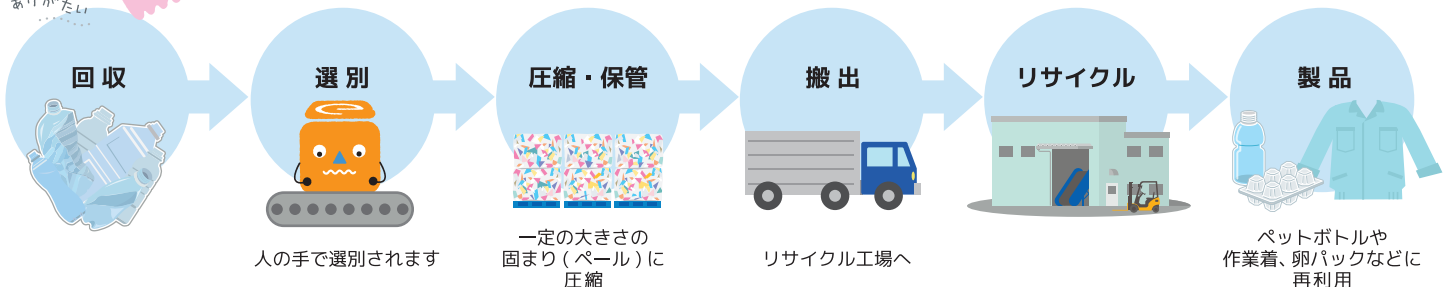 ありがたい
回収
選別
圧縮・保管
搬出
リサイクル
製品
人の手で選別されます
一定の大きさの
固まり(ペール)に
圧縮
リサイクル工場へ
ペットボトルや
作業着、卵パックなどに
再利用